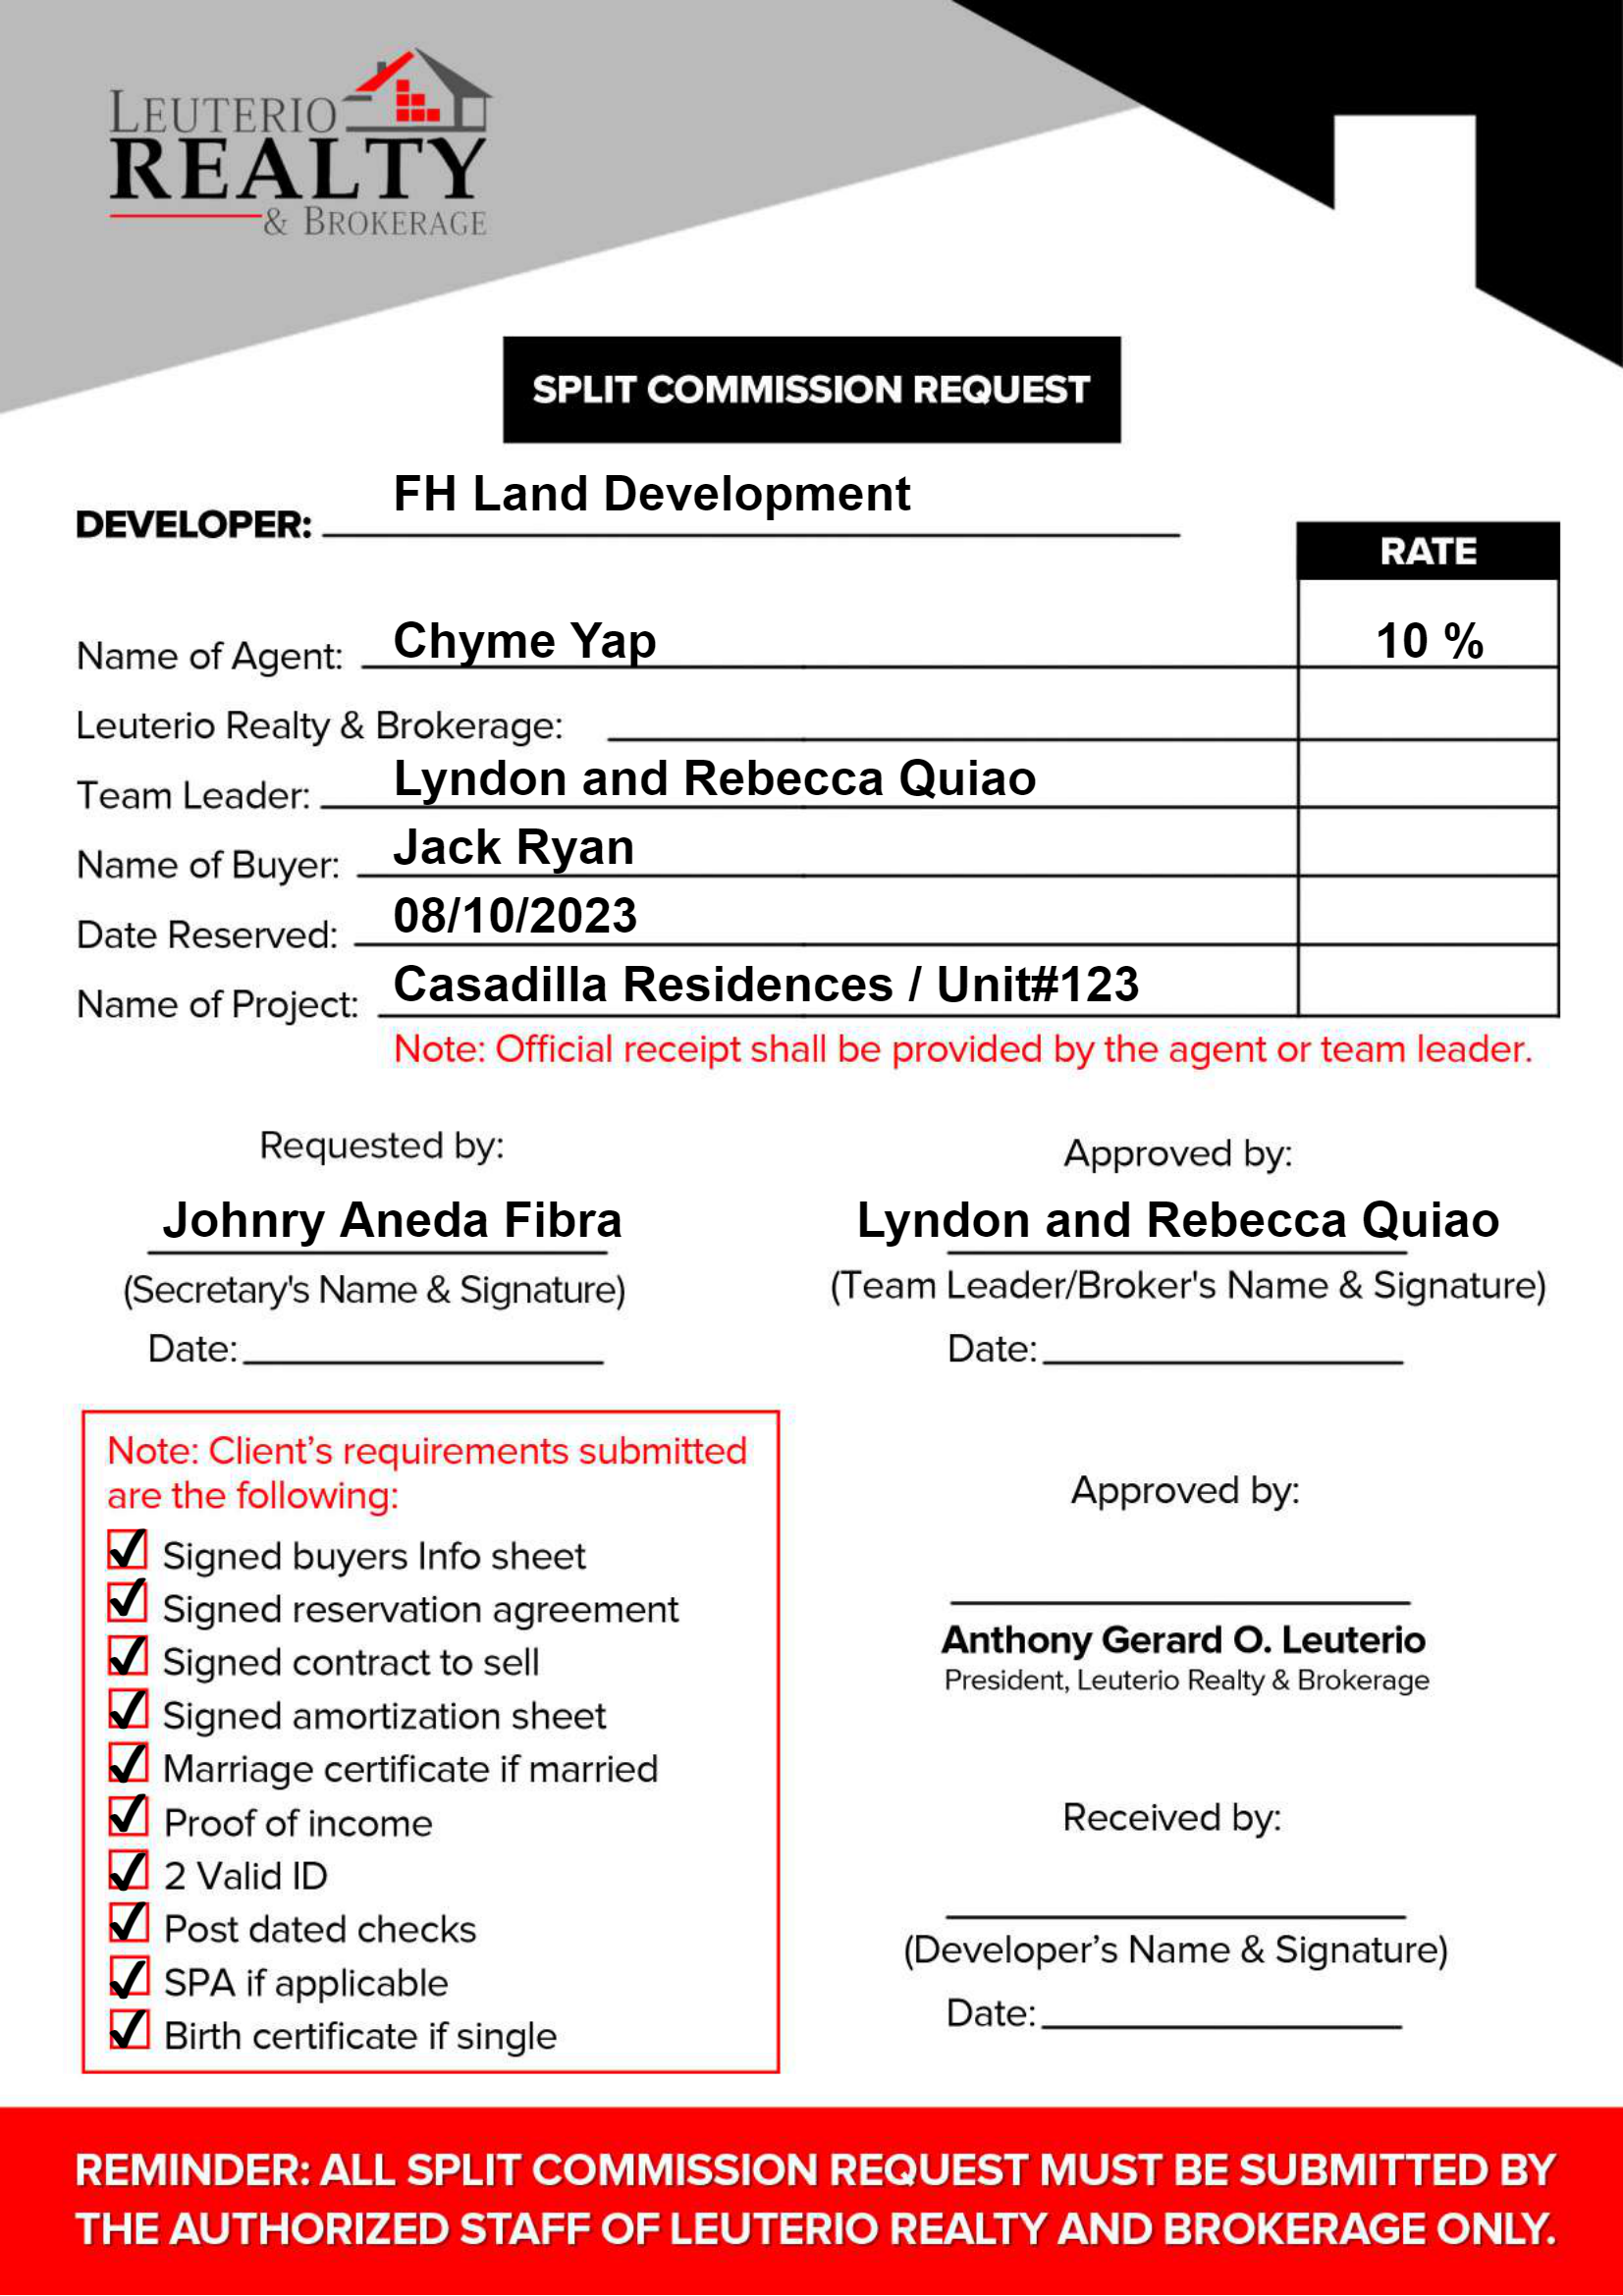 LEUTERIO
REALTY
& BROKERAGE
SPLIT COMMISSION REQUEST
DEVELOPER: FH Land Development
RATE
Name of Agent: Chyme Yap 10 %
Leuterio Realty & Brokerage:
Team Leader: Lyndon and Rebecca Quiao
Name of Buyer: Jack Ryan
Date Reserved: 08/10/2023
Name of Project: Casadilla Residences / Unit#123
Note: Official receipt shall be provided by the agent or team leader.
Requested by:
Johnry Aneda Fibra
(Secretary's Name & Signature)
Date:
Approved by:
Lyndon and Rebecca Quiao
(Team Leader/Broker's Name & Signature)
Date:
Note: Client’s requirements submitted
are the following:
Signed buyers Info sheet
Signed reservation agreement
Signed contract to sell
Signed amortization sheet
Marriage certificate if married
Proof of income
2 Valid ID
Post dated checks
SPA if applicable
Birth certificate if single
Approved by:
Anthony Gerard O. Leuterio
President, Leuterio Realty & Brokerage
Received by:
(Developer’s Name & Signature)
Date:
REMINDER: ALL SPLIT COMMISSION REQUEST MUST BE SUBMITTED BY
THE AUTHORIZED STAFF OF LEUTERIO REALTY AND BROKERAGE ONLY.